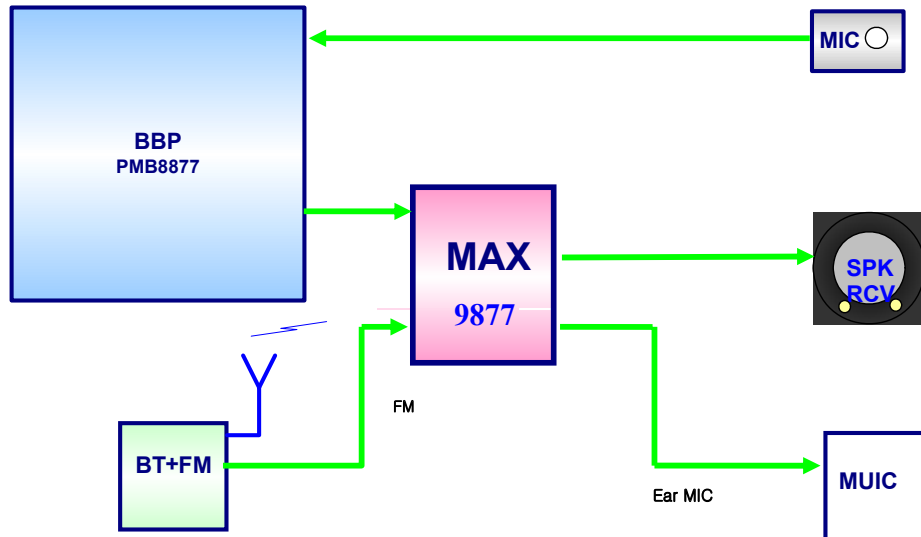 MIC
BBP
PMB8877
MAX
9877
SPK
RCV
FM
BT+FM
Ear MIC
MUIC